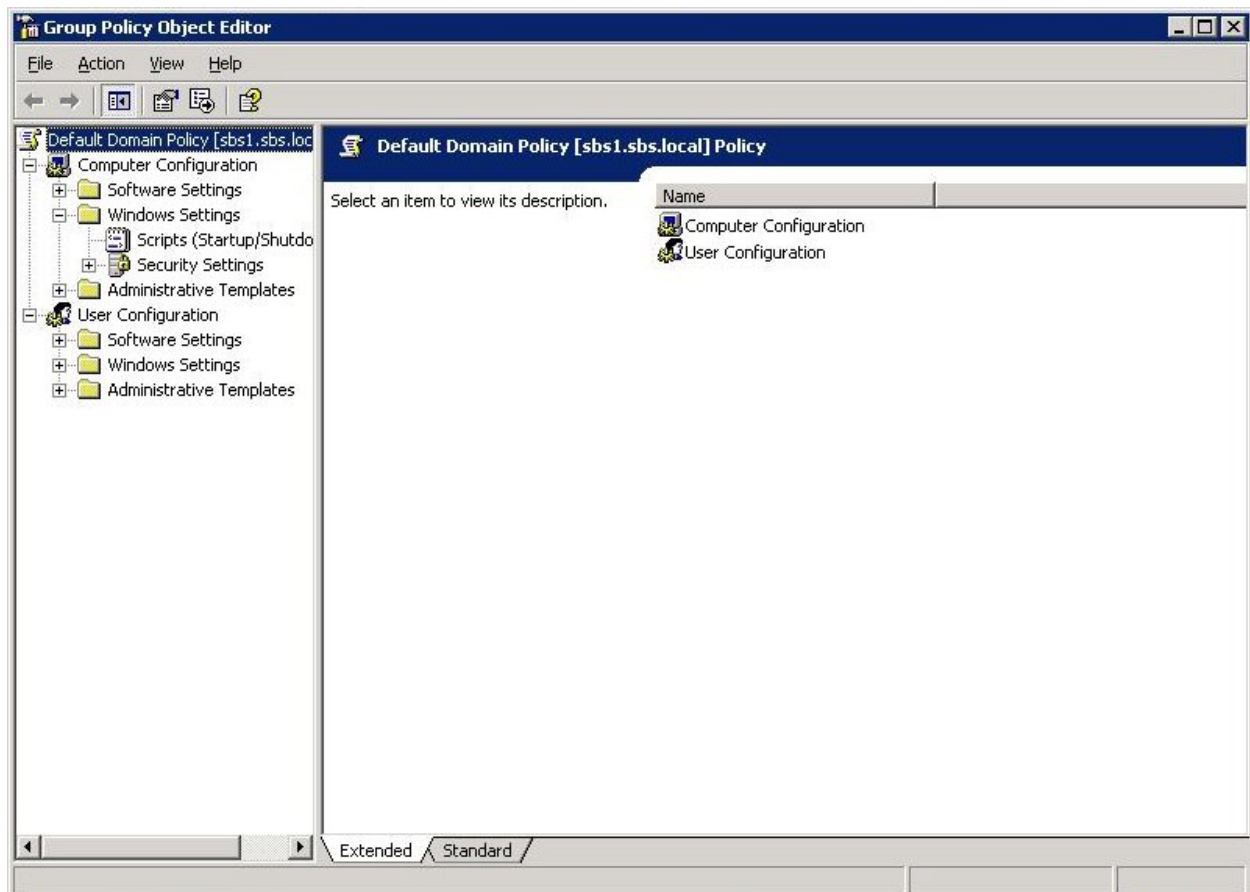 Group Policy Object Editor
File Action View Help
Default Domain Policy [sbs1.sbs.loc
Computer Configuration
Software Settings
Windows Settings
Scripts (Startup/Shutdo
Security Settings
Administrative Templates
User Configuration
Software Settings
Windows Settings
Administrative Templates
Default Domain Policy [sbs1.sbs.local] Policy
Select an item to view its description.
Name
Computer Configuration
User Configuration
Extended Standard